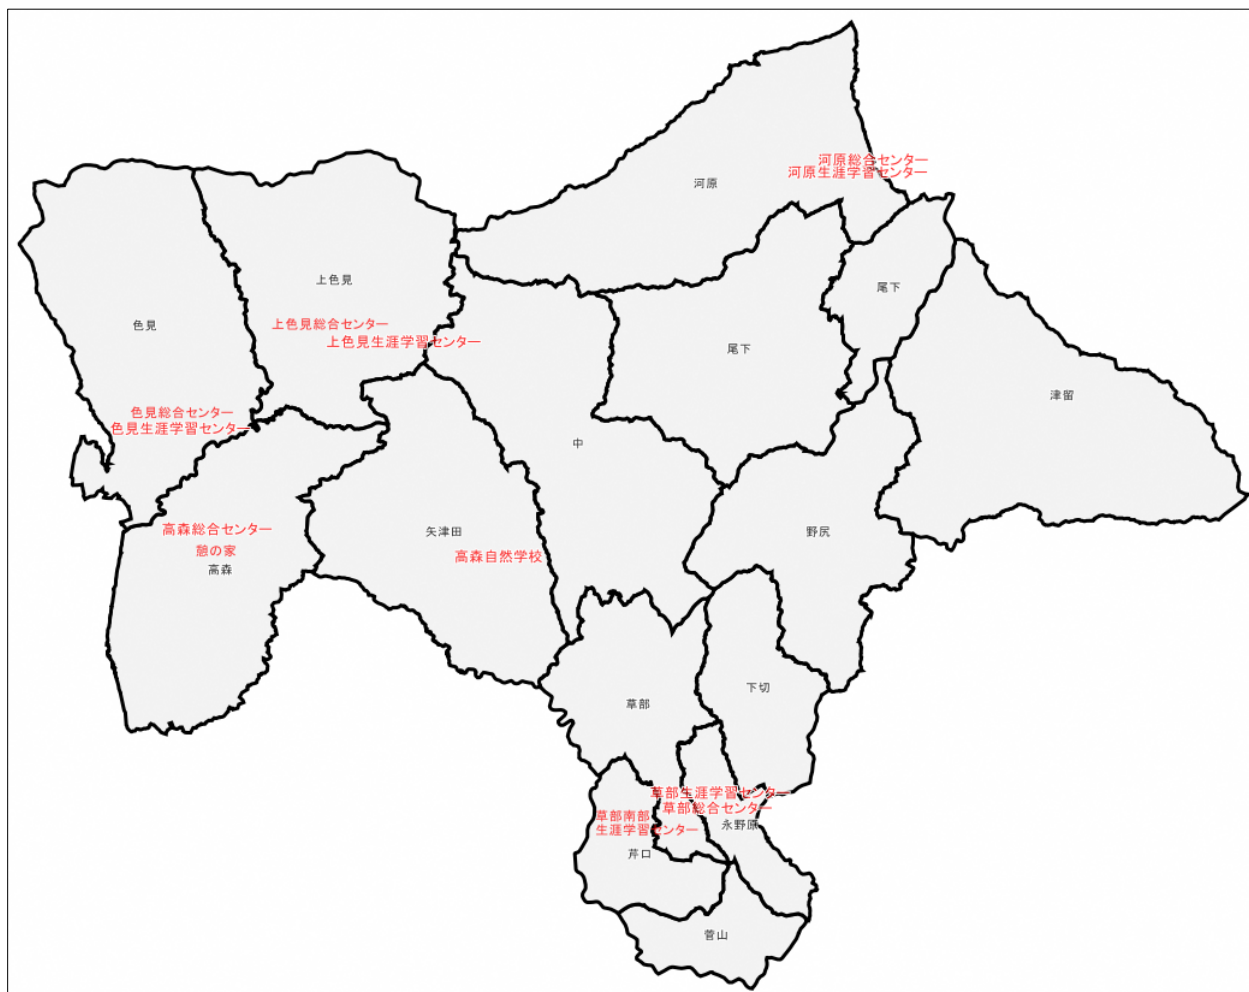 河原総合センター
河原生涯学習センター
河原
上色見
尾下
色見
上色見総合センター
上色見生涯学習センター
尾下
津留
色見総合センター
色見生涯学習センター
中
高森総合センター
憩の家
高森
矢津田
高森自然学校
野尻
下切
草部
草部生涯学習センター
草部総合センター
永野原
草部南部
生涯学習センター
芹口
菅山